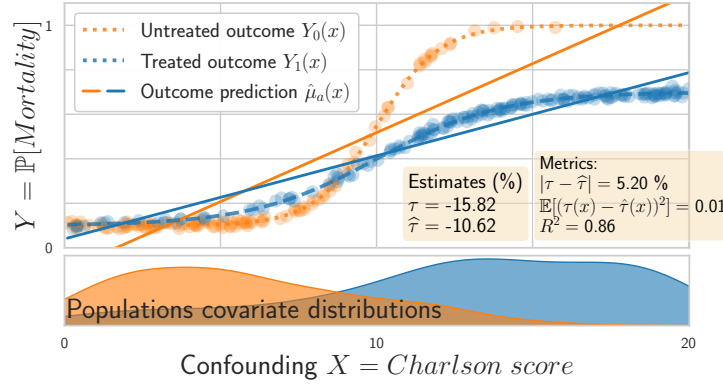 Untreated outcome Y₀(x)
Treated outcome Y₁(x)
Outcome prediction μ̂ₐ(x)
Y = ℙ[Mortality]
1
0
Estimates (%)
τ = -15.82
τ̂ = -10.62
Metrics:
|τ − τ̂| = 5.20 %
𝔼[(τ(x) − τ̂(x))²] = 0.01
R² = 0.86
Populations covariate distributions
0 10 20
Confounding X = Charlson score